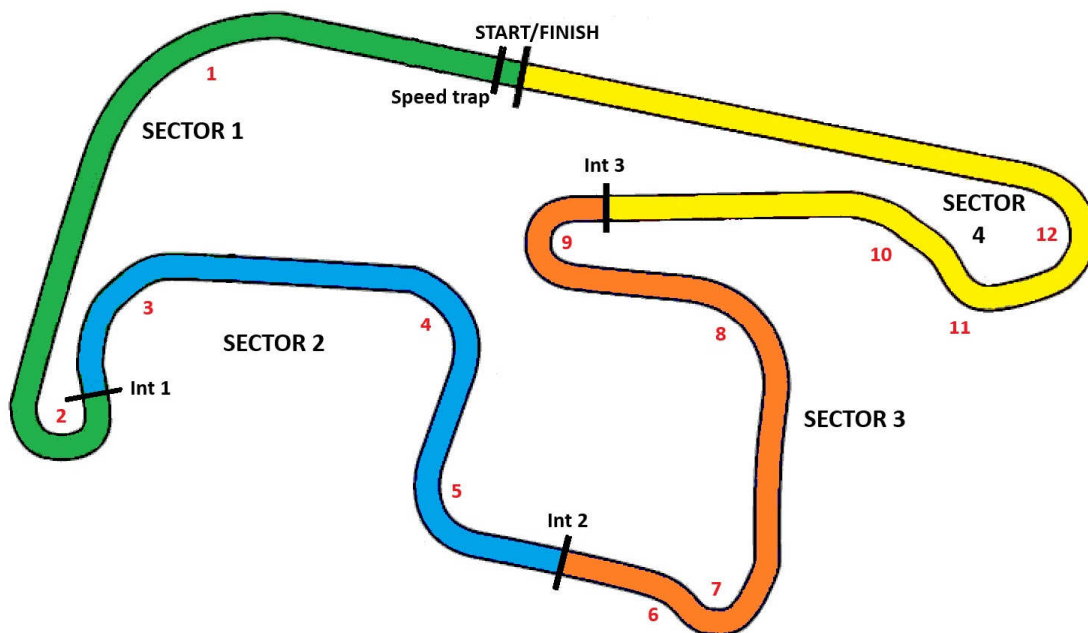 START/FINISH
1
Speed trap
SECTOR 1
Int 3
SECTOR
4
12
9
10
3
4
11
SECTOR 2
8
Int 1
2
SECTOR 3
5
Int 2
7
6